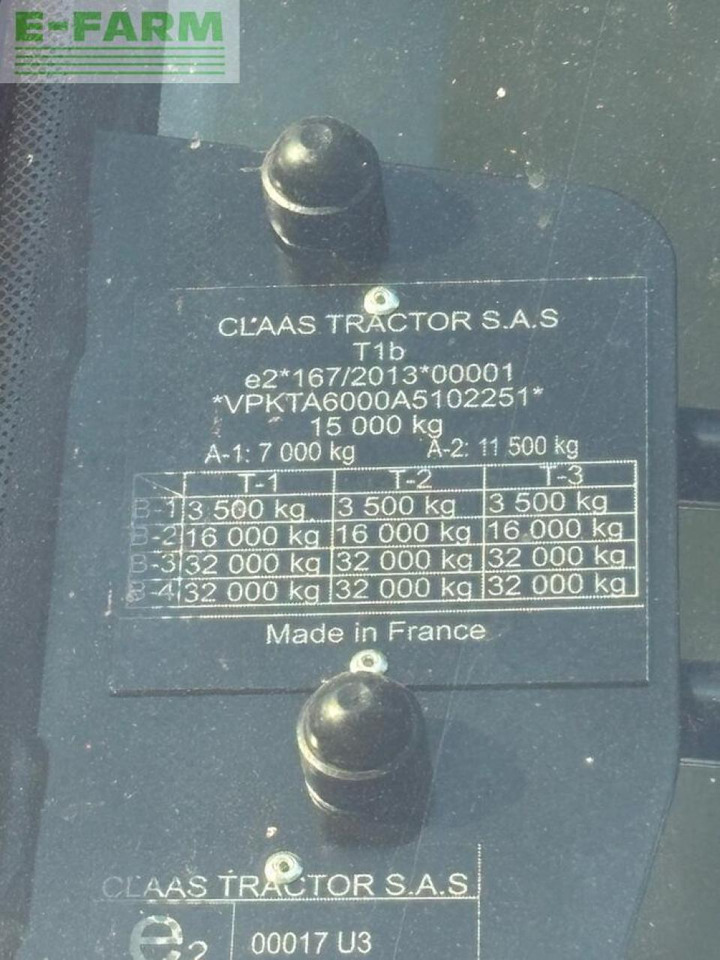 E-FARM
CLAAS TRACTOR S.A.S
T1b
e2*167/2013*00001
*VPKTA6000A5102251*
15 000 kg
A-1: 7 000 kg A-2: 11 500 kg
T-1 T-2 T-3
B-1 3 500 kg 3 500 kg 3 500 kg
B-2 16 000 kg 16 000 kg 16 000 kg
B-3 32 000 kg 32 000 kg 32 000 kg
B-4 32 000 kg 32 000 kg 32 000 kg
Made in France
CLAAS TRACTOR S.A.S
e2 00017 U3